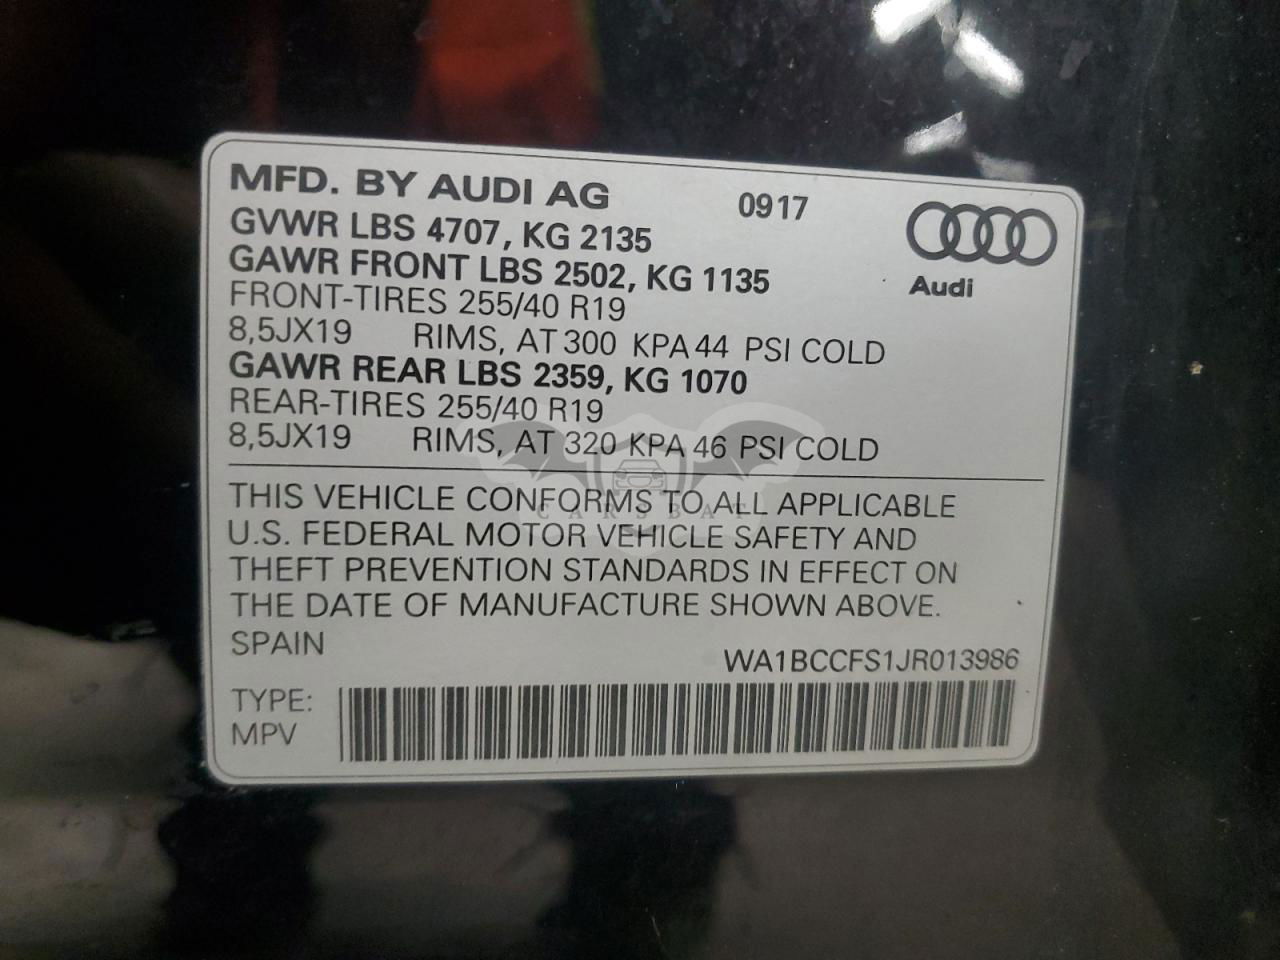 MFD. BY AUDI AG 0917
GVWR LBS 4707, KG 2135
GAWR FRONT LBS 2502, KG 1135
Audi
FRONT-TIRES 255/40 R19
8,5JX19 RIMS, AT 300 KPA 44 PSI COLD
GAWR REAR LBS 2359, KG 1070
REAR-TIRES 255/40 R19
8,5JX19 RIMS, AT 320 KPA 46 PSI COLD
THIS VEHICLE CONFORMS TO ALL APPLICABLE
CARSBAT
U.S. FEDERAL MOTOR VEHICLE SAFETY AND
THEFT PREVENTION STANDARDS IN EFFECT ON
THE DATE OF MANUFACTURE SHOWN ABOVE.
SPAIN
WA1BCCFS1JR013986
TYPE:
MPV